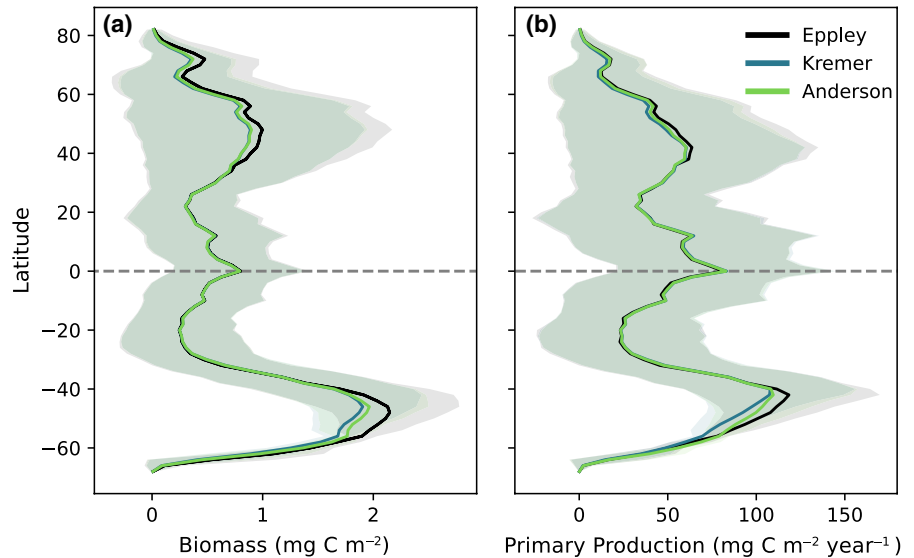 (a)
(b)
80
60
40
20
0
−20
−40
−60
Latitude
Eppley
Kremer
Anderson
0 1 2
0 50 100 150
Biomass (mg C m⁻²)
Primary Production (mg C m⁻² year⁻¹)